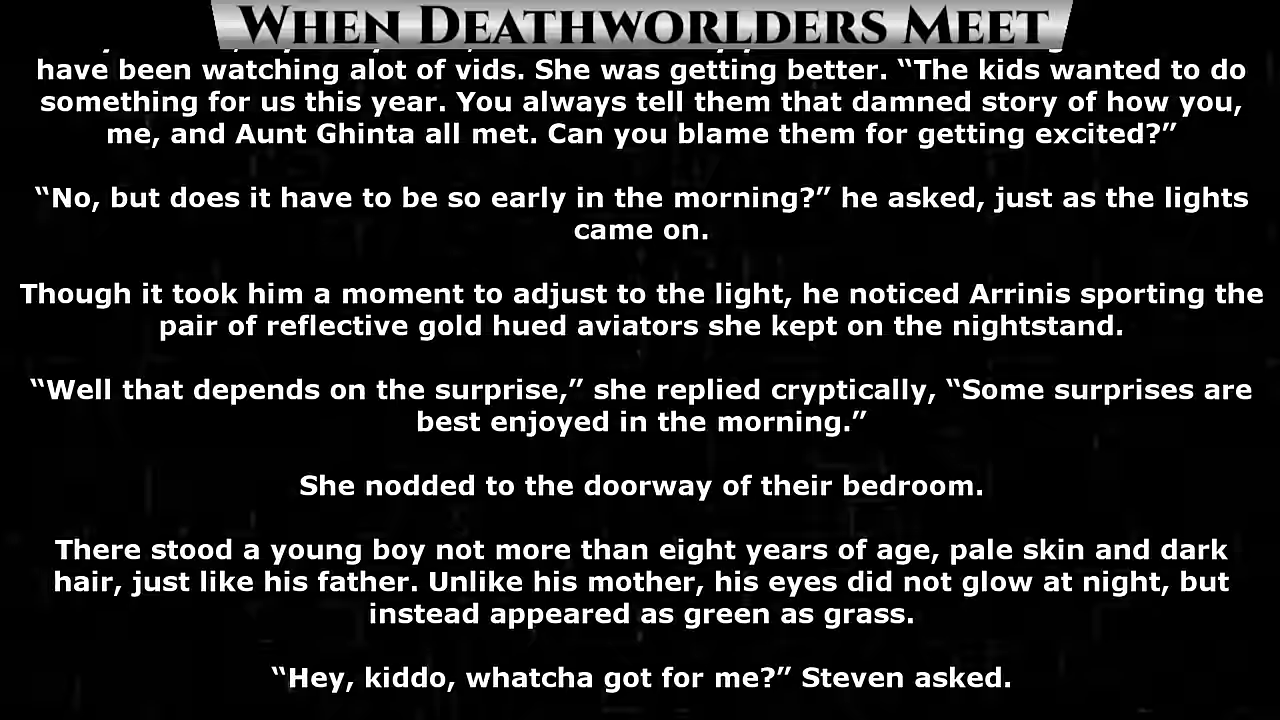 WHEN DEATHWORLDERS MEET
have been watching alot of vids. She was getting better. “The kids wanted to do
something for us this year. You always tell them that damned story of how you,
me, and Aunt Ghinta all met. Can you blame them for getting excited?”
“No, but does it have to be so early in the morning?” he asked, just as the lights
came on.
Though it took him a moment to adjust to the light, he noticed Arrinis sporting the
pair of reflective gold hued aviators she kept on the nightstand.
“Well that depends on the surprise,” she replied cryptically, “Some surprises are
best enjoyed in the morning.”
She nodded to the doorway of their bedroom.
There stood a young boy not more than eight years of age, pale skin and dark
hair, just like his father. Unlike his mother, his eyes did not glow at night, but
instead appeared as green as grass.
“Hey, kiddo, whatcha got for me?” Steven asked.